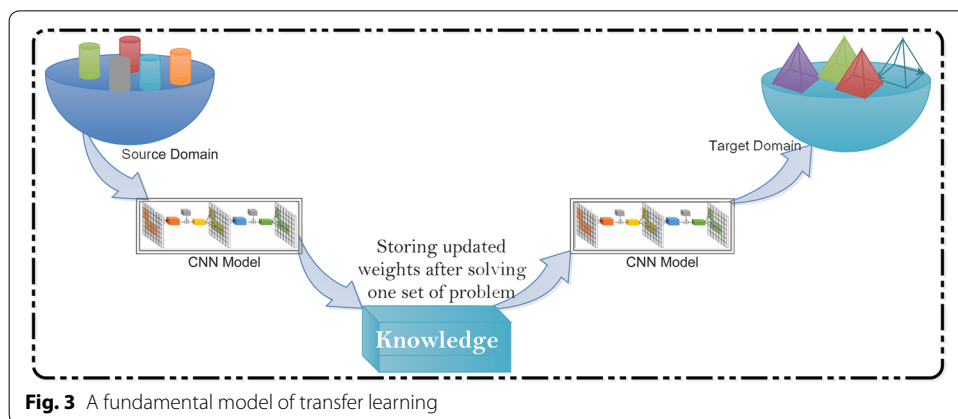 Source Domain
Target Domain
CNN Model
CNN Model
Storing updated
weights after solving
one set of problem
Knowledge
Fig. 3 A fundamental model of transfer learning